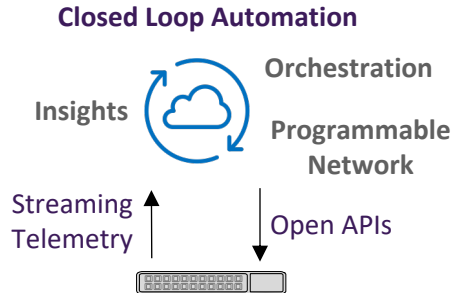 Closed Loop Automation
Orchestration
Insights
Programmable
Network
Streaming
Telemetry
Open APIs